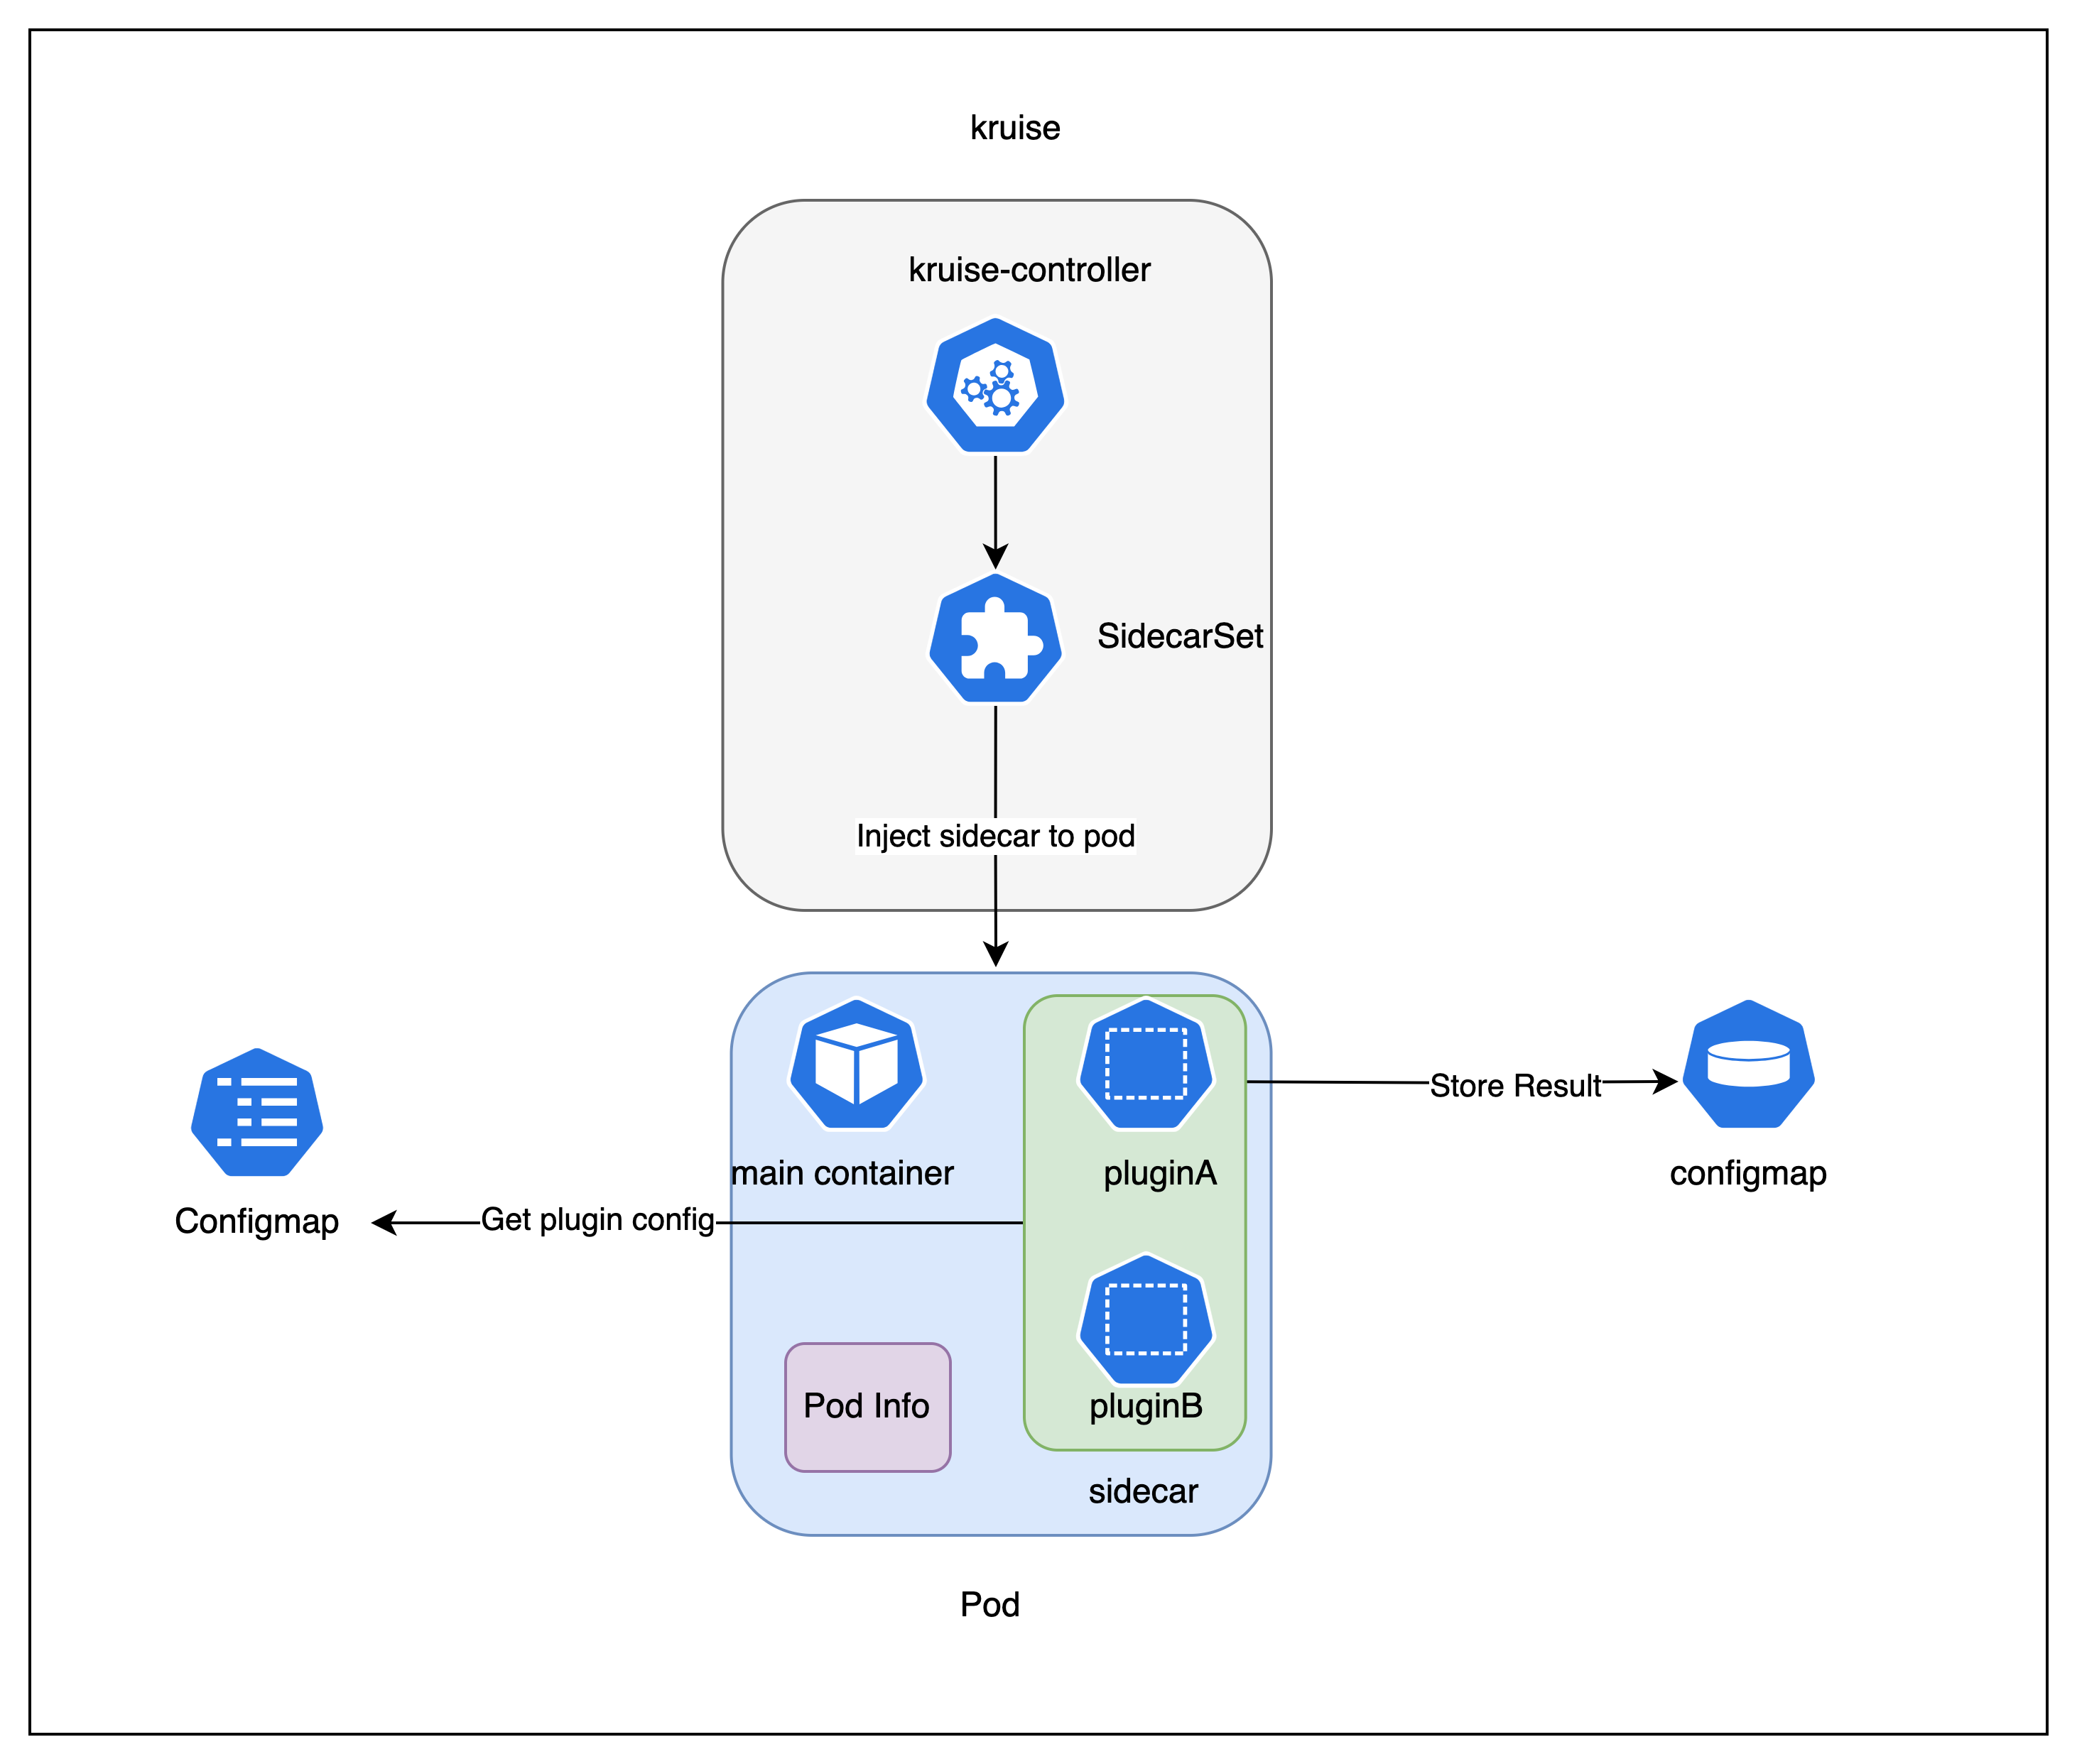 kruise
kruise-controller
SidecarSet
Inject sidecar to pod
main container
pluginA
Store Result
configmap
Configmap
Get plugin config
Pod Info
pluginB
sidecar
Pod